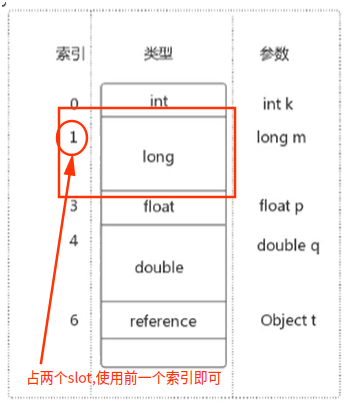 索引 类型 参数
0 int int k
1 long long m
3 float float p
4 double double q
6 reference Object t
占两个slot,使用前一个索引即可